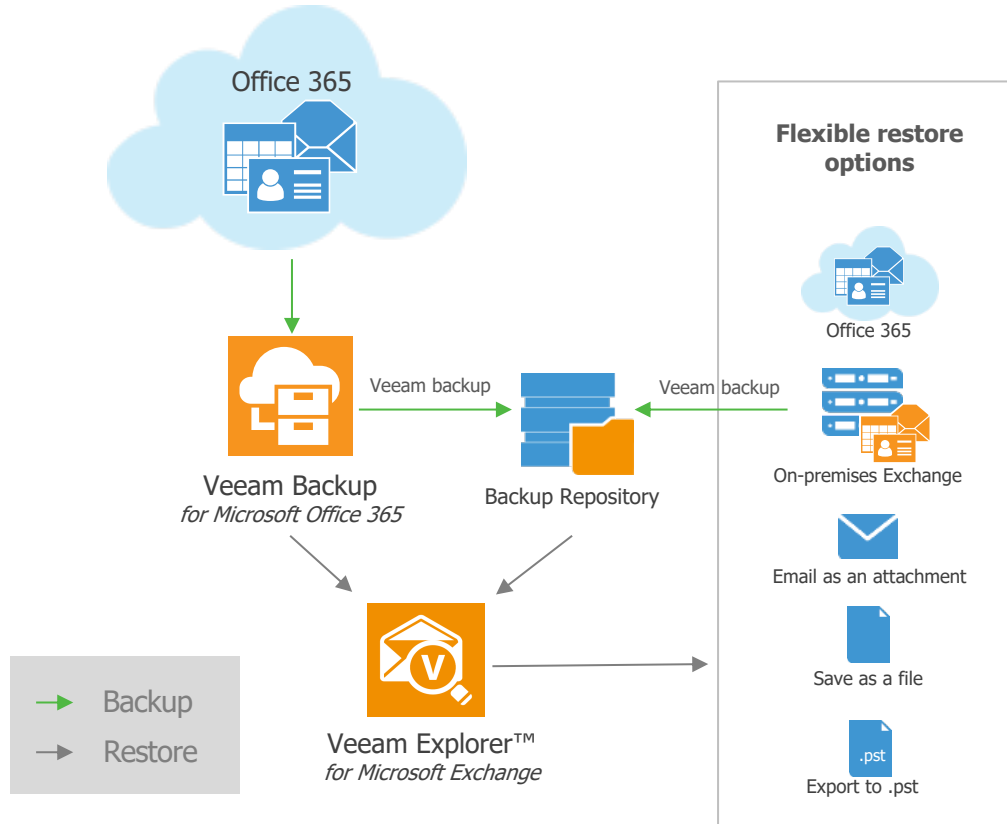 Office 365
Flexible restore
options
Office 365
Veeam backup
Veeam backup
On-premises Exchange
Veeam Backup
for Microsoft Office 365
Backup Repository
Email as an attachment
V
Save as a file
Backup
Restore
Veeam Explorer™
for Microsoft Exchange
.pst
Export to .pst